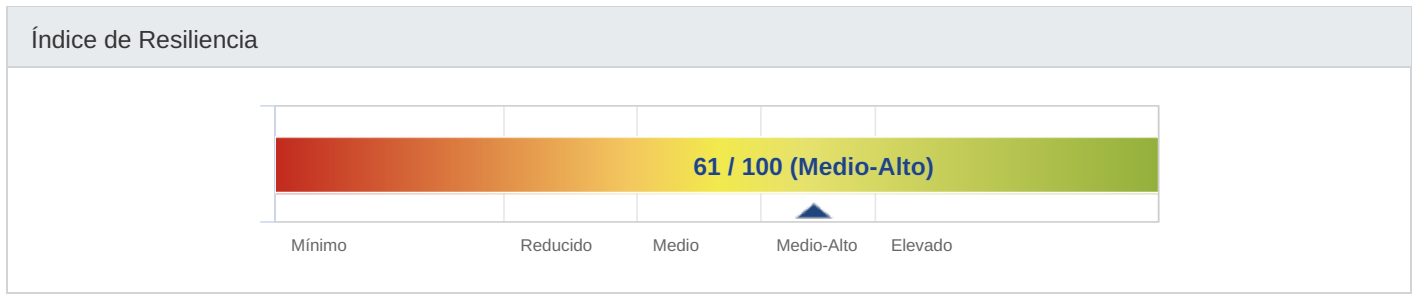 Índice de Resiliencia
61 / 100 (Medio-Alto)
Mínimo Reducido Medio Medio-Alto Elevado